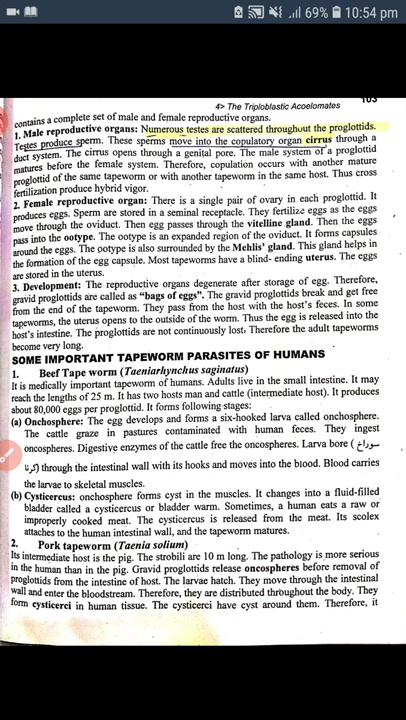 69% 10:54 pm
103
4> The Triploblastic Acoelomates
contains a complete set of male and female reproductive organs.
1. Male reproductive organs: Numerous testes are scattered throughout the proglottids.
Testes produce sperm. These sperms move into the copulatory organ cirrus through a
duct system. The cirrus opens through a genital pore. The male system of a proglottid
matures before the female system. Therefore, copulation occurs with another mature
proglottid of the same tapeworm or with another tapeworm in the same host. Thus cross
fertilization produce hybrid vigor.
2. Female reproductive organ: There is a single pair of ovary in each proglottid. It
produces eggs. Sperm are stored in a seminal receptacle. They fertilize eggs as the eggs
move through the oviduct. Then egg passes through the vitelline gland. Then the eggs
pass into the ootype. The ootype is an expanded region of the oviduct. It forms capsules
around the eggs. The ootype is also surrounded by the Mehlis' gland. This gland helps in
the formation of the egg capsule. Most tapeworms have a blind- ending uterus. The eggs
are stored in the uterus.
3. Development: The reproductive organs degenerate after storage of egg. Therefore,
gravid proglottids are called as "bags of eggs". The gravid proglottids break and get free
from the end of the tapeworm. They pass from the host with the host's feces. In some
tapeworms, the uterus opens to the outside of the worm. Thus the egg is released into the
host's intestine. The proglottids are not continuously lost. Therefore the adult tapeworms
become very long.
SOME IMPORTANT TAPEWORM PARASITES OF HUMANS
1. Beef Tape worm (Taeniarhynchus saginatus)
It is medically important tapeworm of humans. Adults live in the small intestine. It may
reach the lengths of 25 m. It has two hosts man and cattle (intermediate host). It produces
about 80,000 eggs per proglottid. It forms following stages:
(a) Onchosphere: The egg develops and forms a six-hooked larva called onchosphere.
The cattle graze in pastures contaminated with human feces. They ingest
oncospheres. Digestive enzymes of the cattle free the oncospheres. Larva bore (سوراخ
کرنا) through the intestinal wall with its hooks and moves into the blood. Blood carries
the larvae to skeletal muscles.
(b) Cysticercus: onchosphere forms cyst in the muscles. It changes into a fluid-filled
bladder called a cysticercus or bladder warm. Sometimes, a human eats a raw or
improperly cooked meat. The cysticercus is released from the meat. Its scolex
attaches to the human intestinal wall, and the tapeworm matures.
2. Pork tapeworm (Taenia solium)
Its intermediate host is the pig. The strobili are 10 m long. The pathology is more serious
in the human than in the pig. Gravid proglottids release oncospheres before removal of
proglottids from the intestine of host. The larvae hatch. They move through the intestinal
wall and enter the bloodstream. Therefore, they are distributed throughout the body. They
form cysticerci in human tissue. The cysticerci have cyst around them. Therefore, it